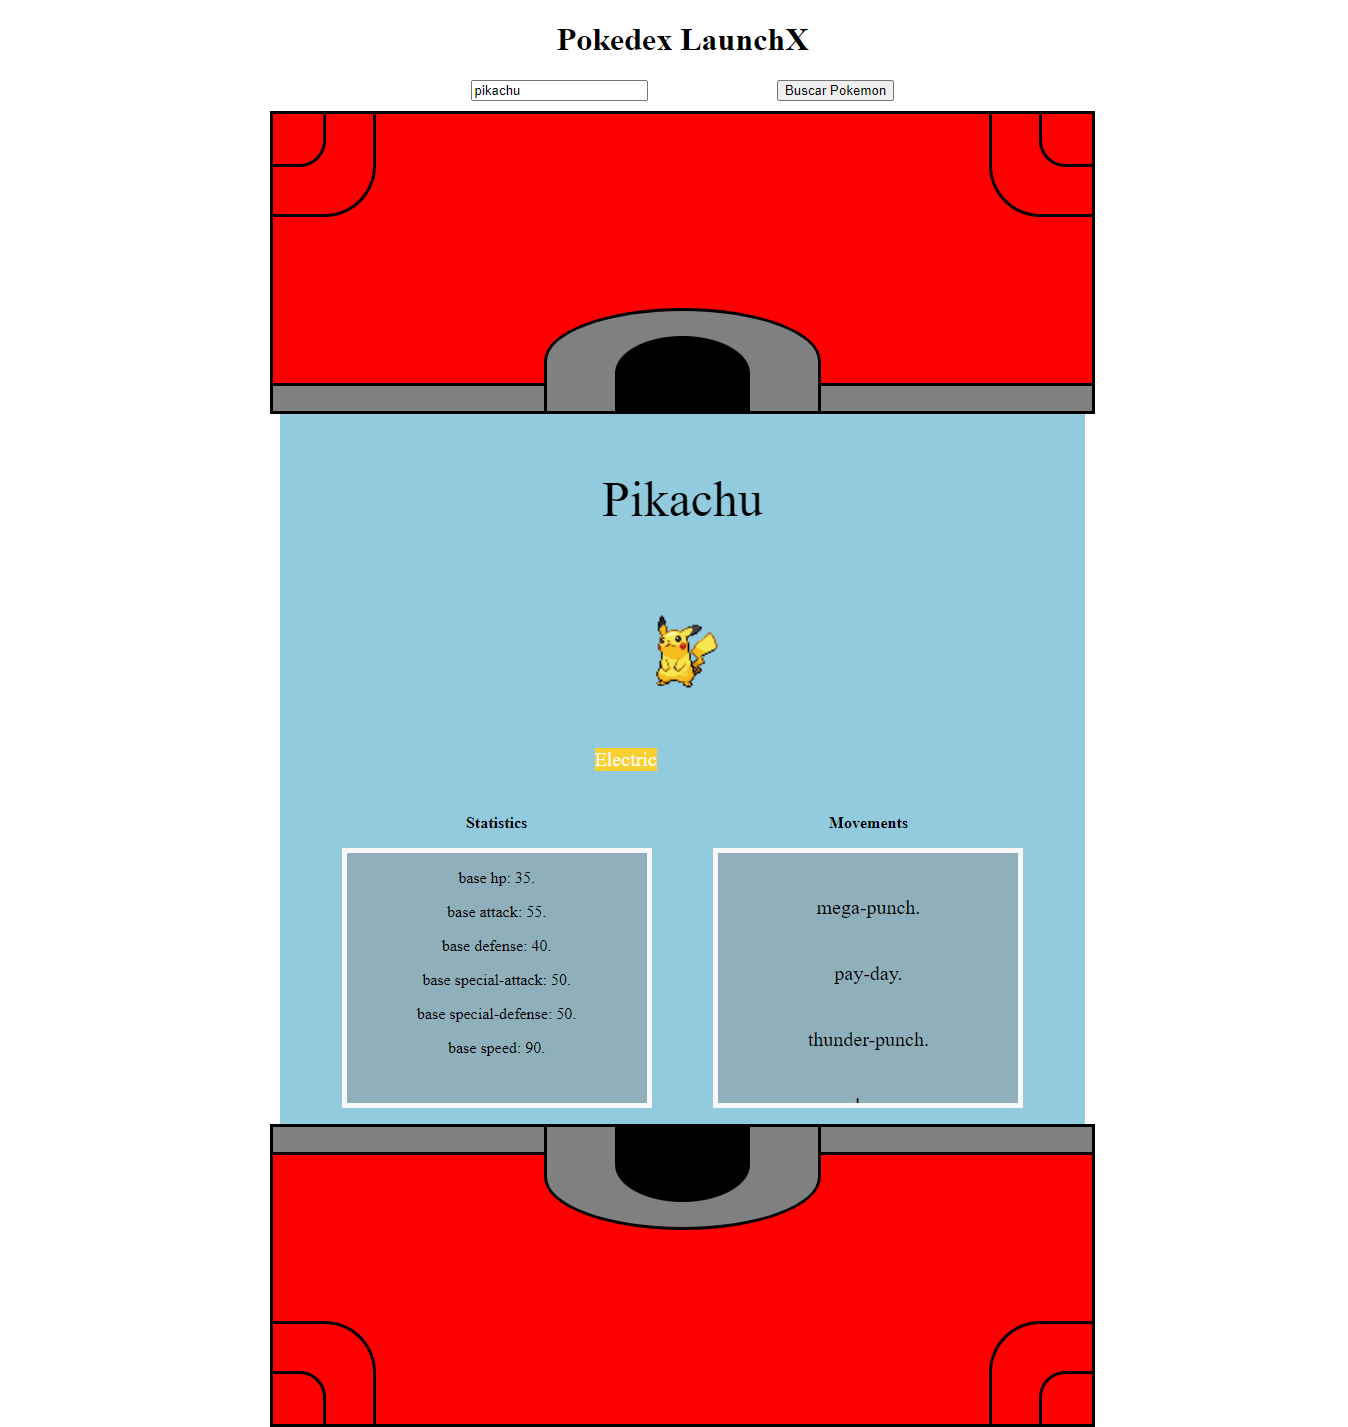 Pokedex LaunchX
pikachu
Buscar Pokemon
Pikachu
Electric
Statistics
base hp: 35.
base attack: 55.
base defense: 40.
base special-attack: 50.
base special-defense: 50.
base speed: 90.
Movements
mega-punch.
pay-day.
thunder-punch.